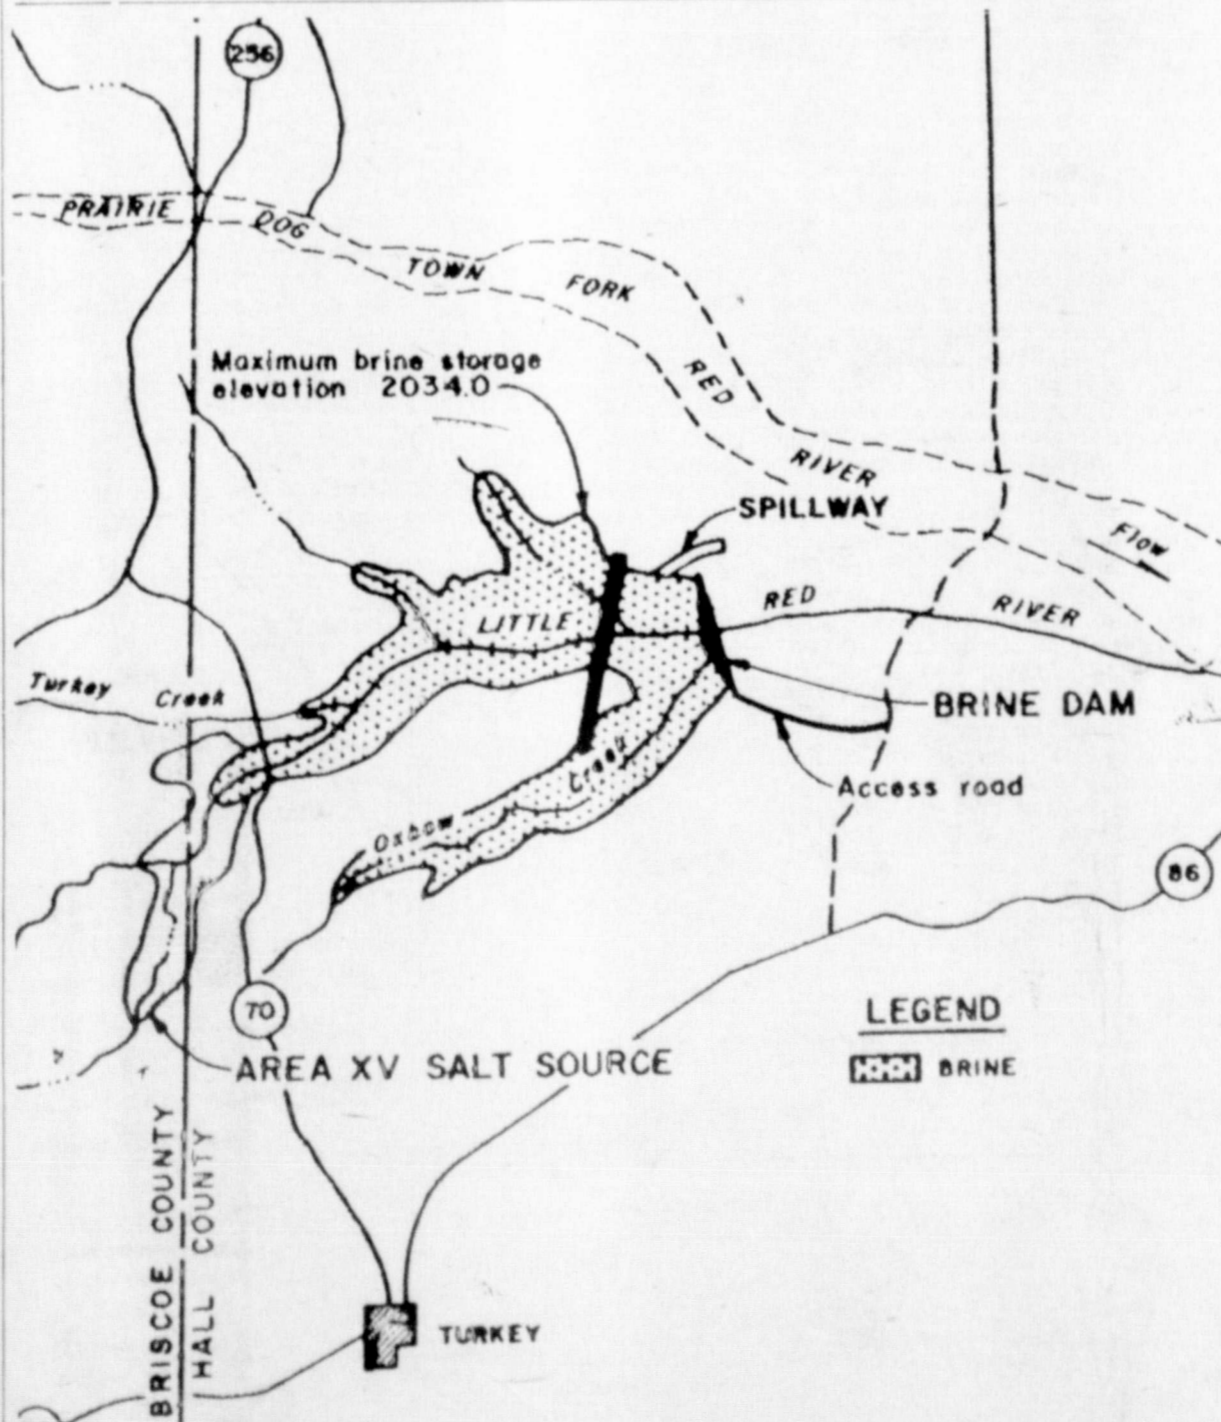 256
PRAIRIE DOG TOWN FORK RED RIVER
Maximum brine storage
elevation 2034.0
SPILLWAY
Flow
LITTLE RED RIVER
Turkey Creek
BRINE DAM
Access road
Oxbow Creek
86
70
LEGEND
BRINE
AREA XV SALT SOURCE
BRISCOE COUNTY
HALL COUNTY
TURKEY